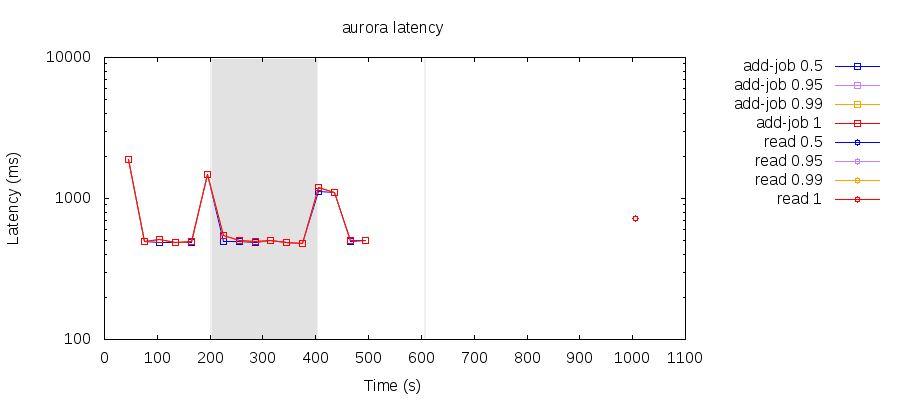 aurora latency
10000
1000
100
Latency (ms)
0 100 200 300 400 500 600 700 800 900 1000 1100
Time (s)
add-job 0.5
add-job 0.95
add-job 0.99
add-job 1
read 0.5
read 0.95
read 0.99
read 1